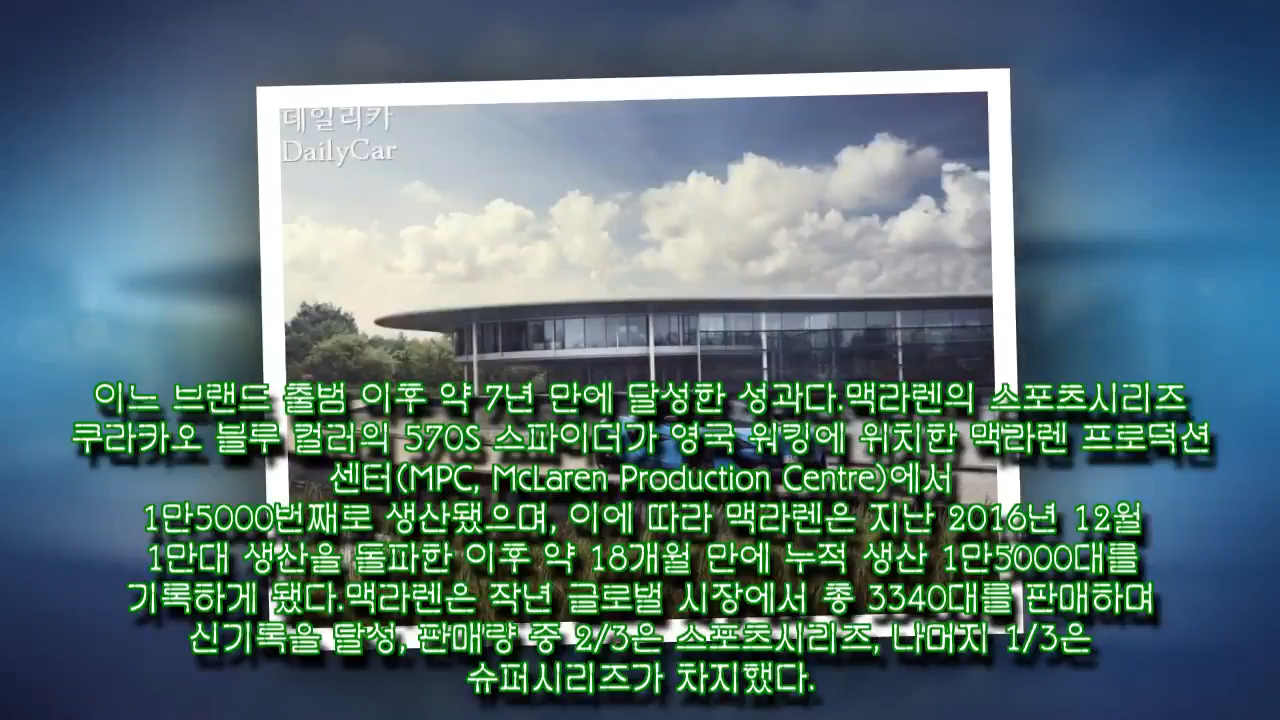 데일리카
DailyCar
이는 브랜드 출범 이후 약 7년 만에 달성한 성과다.맥라렌의 스포츠시리즈
쿠라카오 블루 컬러의 570S 스파이더가 영국 워킹에 위치한 맥라렌 프로덕션
센터(MPC, McLaren Production Centre)에서
1만5000번째로 생산됐으며, 이에 따라 맥라렌은 지난 2016년 12월
1만대 생산을 돌파한 이후 약 18개월 만에 누적 생산 1만5000대를
기록하게 됐다.맥라렌은 작년 글로벌 시장에서 총 3340대를 판매하며
신기록을 달성, 판매량 중 2/3은 스포츠시리즈, 나머지 1/3은
슈퍼시리즈가 차지했다.